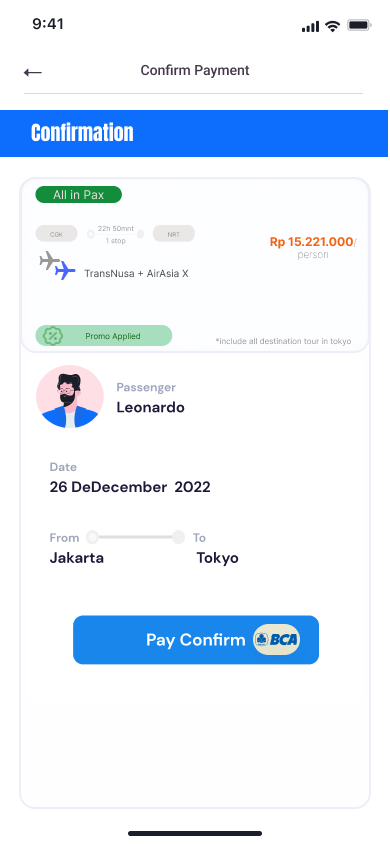 9:41
Confirm Payment
Confirmation
All in Pax
CGK
22h 50mnt
1 stop
NRT
TransNusa + AirAsia X
Rp 15.221.000/
person
Promo Applied
*include all destination tour in tokyo
Passenger
Leonardo
Date
26 DeDecember 2022
From
To
Jakarta
Tokyo
Pay Confirm
BCA